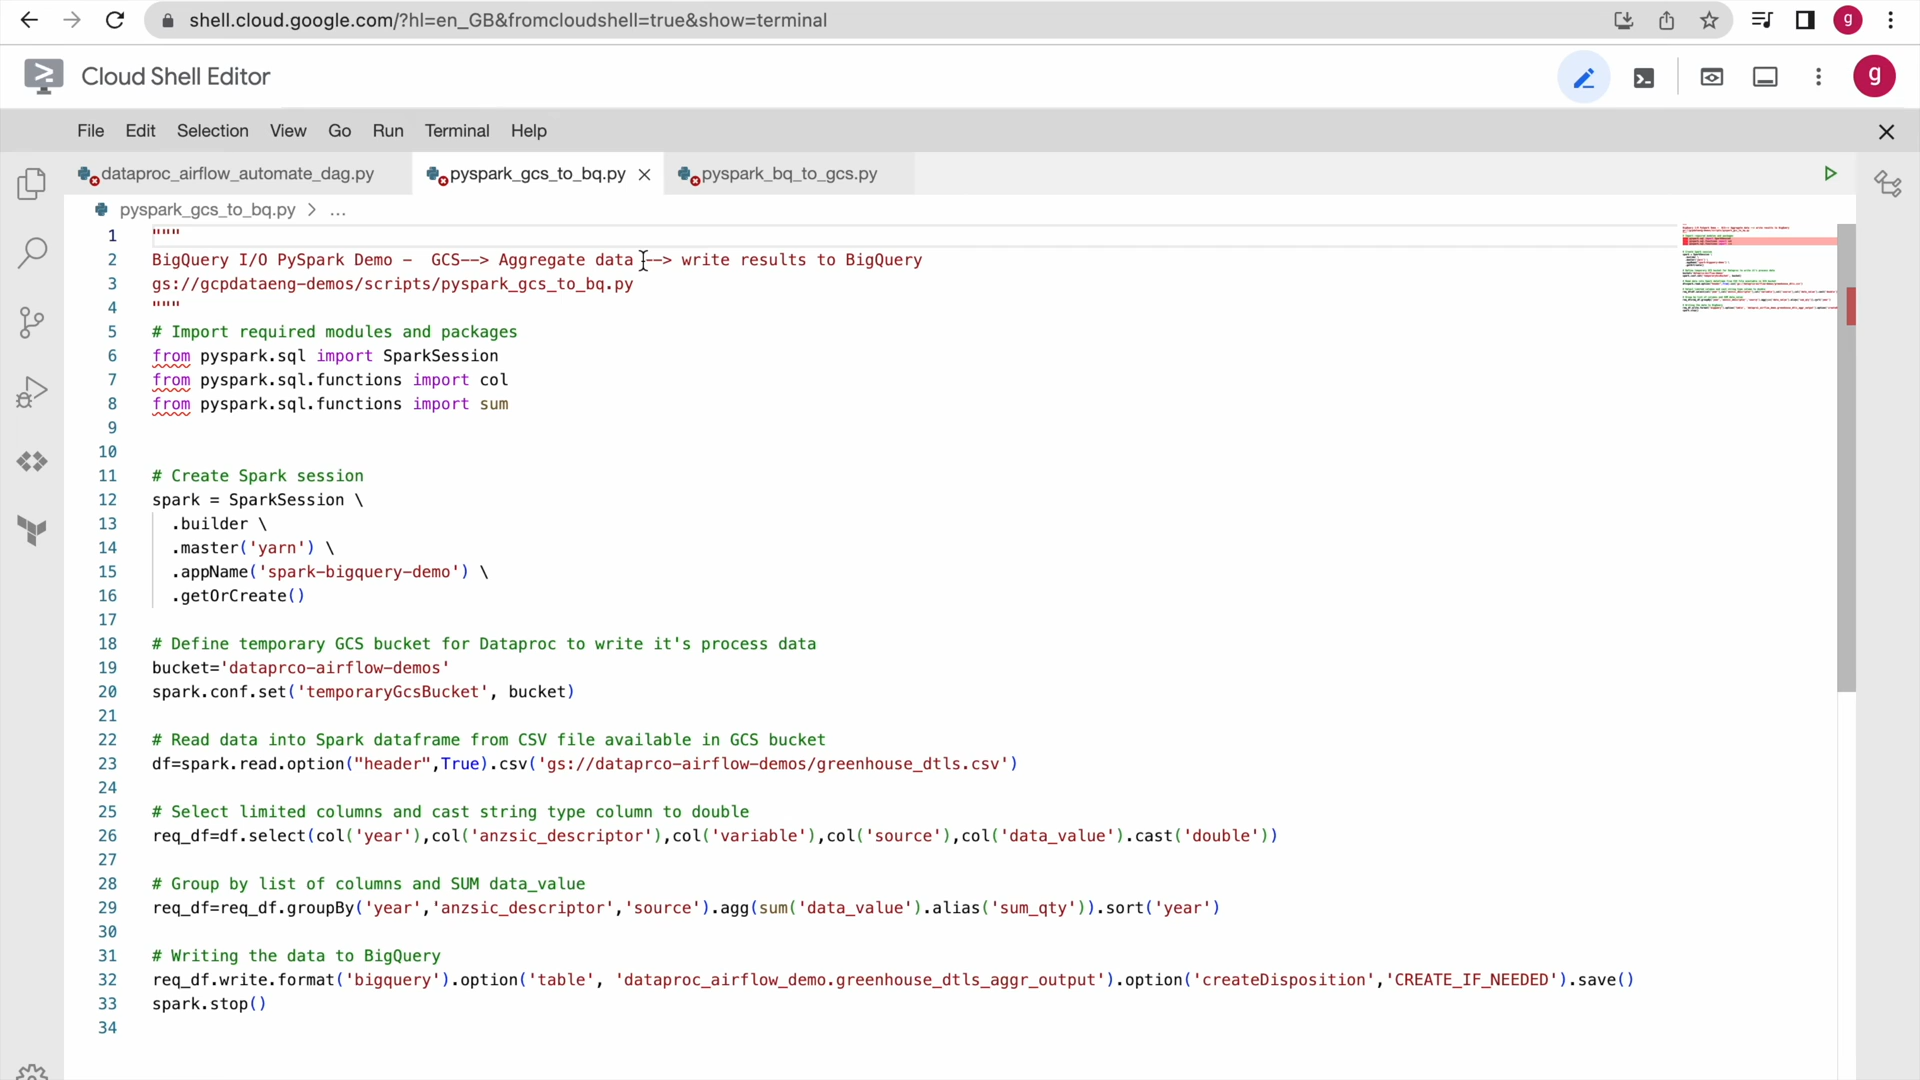 shell.cloud.google.com/?hl=en_GB&fromcloudshell=true&show=terminal
g
Cloud Shell Editor
g
File Edit Selection View Go Run Terminal Help
dataproc_airflow_automate_dag.py
pyspark_gcs_to_bq.py
pyspark_bq_to_gcs.py
pyspark_gcs_to_bq.py > ...
1 """
2 BigQuery I/O PySpark Demo -  GCS--> Aggregate data --> write results to BigQuery
3 gs://gcpdataeng-demos/scripts/pyspark_gcs_to_bq.py
4 """
5 # Import required modules and packages
6 from pyspark.sql import SparkSession
7 from pyspark.sql.functions import col
8 from pyspark.sql.functions import sum
9
10
11 # Create Spark session
12 spark = SparkSession \
13 .builder \
14 .master('yarn') \
15 .appName('spark-bigquery-demo') \
16 .getOrCreate()
17
18 # Define temporary GCS bucket for Dataproc to write it's process data
19 bucket='dataprco-airflow-demos'
20 spark.conf.set('temporaryGcsBucket', bucket)
21
22 # Read data into Spark dataframe from CSV file available in GCS bucket
23 df=spark.read.option("header",True).csv('gs://dataprco-airflow-demos/greenhouse_dtls.csv')
24
25 # Select limited columns and cast string type column to double
26 req_df=df.select(col('year'),col('anzsic_descriptor'),col('variable'),col('source'),col('data_value').cast('double'))
27
28 # Group by list of columns and SUM data_value
29 req_df=req_df.groupBy('year','anzsic_descriptor','source').agg(sum('data_value').alias('sum_qty')).sort('year')
30
31 # Writing the data to BigQuery
32 req_df.write.format('bigquery').option('table', 'dataproc_airflow_demo.greenhouse_dtls_aggr_output').option('createDisposition','CREATE_IF_NEEDED').save()
33 spark.stop()
34